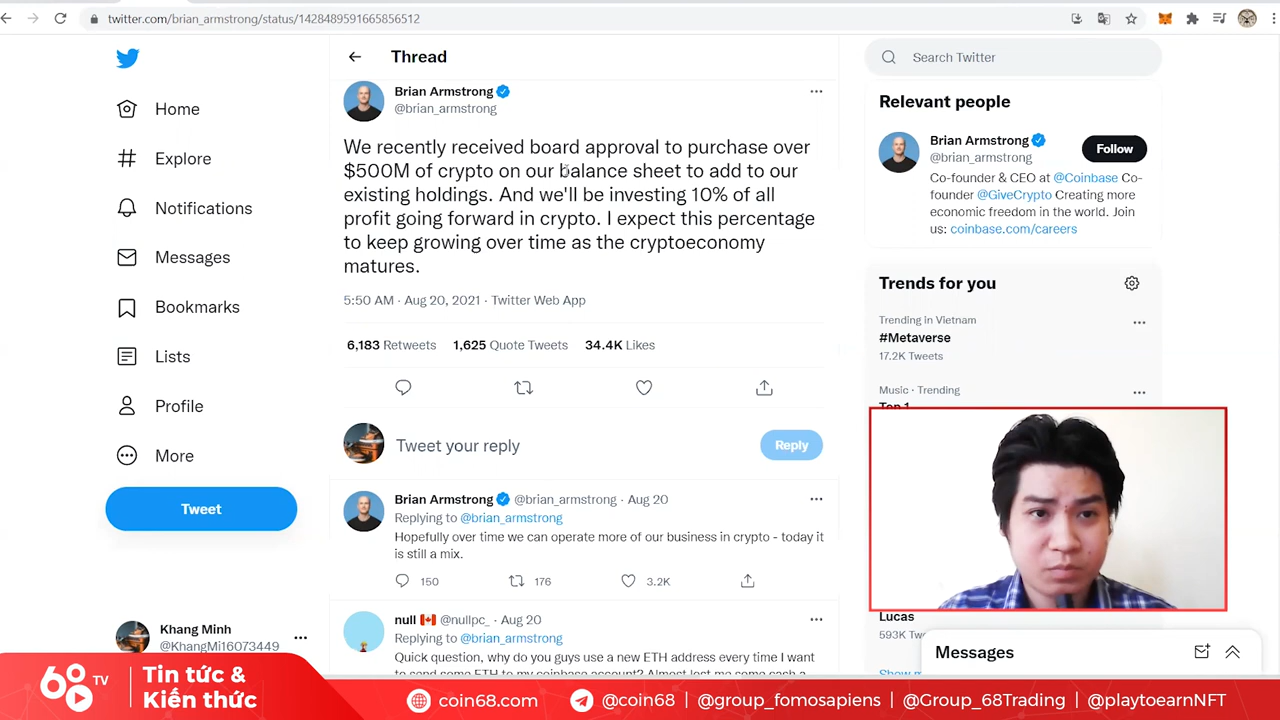 twitter.com/brian_armstrong/status/1428489591665856512
Home
Explore
Notifications
Messages
Bookmarks
Lists
Profile
More
Tweet
Khang Minh
@KhangMi16073449
Thread
Brian Armstrong
@brian_armstrong
We recently received board approval to purchase over
$500M of crypto on our balance sheet to add to our
existing holdings. And we'll be investing 10% of all
profit going forward in crypto. I expect this percentage
to keep growing over time as the cryptoeconomy
matures.
5:50 AM · Aug 20, 2021 · Twitter Web App
6,183 Retweets 1,625 Quote Tweets 34.4K Likes
Tweet your reply
Reply
Brian Armstrong @brian_armstrong · Aug 20
Replying to @brian_armstrong
Hopefully over time we can operate more of our business in crypto - today it
is still a mix.
150 176 3.2K
null @nullpc_ · Aug 20
Replying to @brian_armstrong
Quick question, why do you guys use a new ETH address every time I want
to send some ETH to my coinbase account? Almost lost me some cash a
Search Twitter
Relevant people
Brian Armstrong
@brian_armstrong
Follow
Co-founder & CEO at @Coinbase Co-
founder @GiveCrypto Creating more
economic freedom in the world. Join
us: coinbase.com/careers
Trends for you
Trending in Vietnam
#Metaverse
17.2K Tweets
Music · Trending
Top 1
Lucas
593K Tw
Show m
Messages
68 TV
Tin tức &
Kiến thức
coin68.com
@coin68 | @group_fomosapiens | @Group_68Trading | @playtoearnNFT